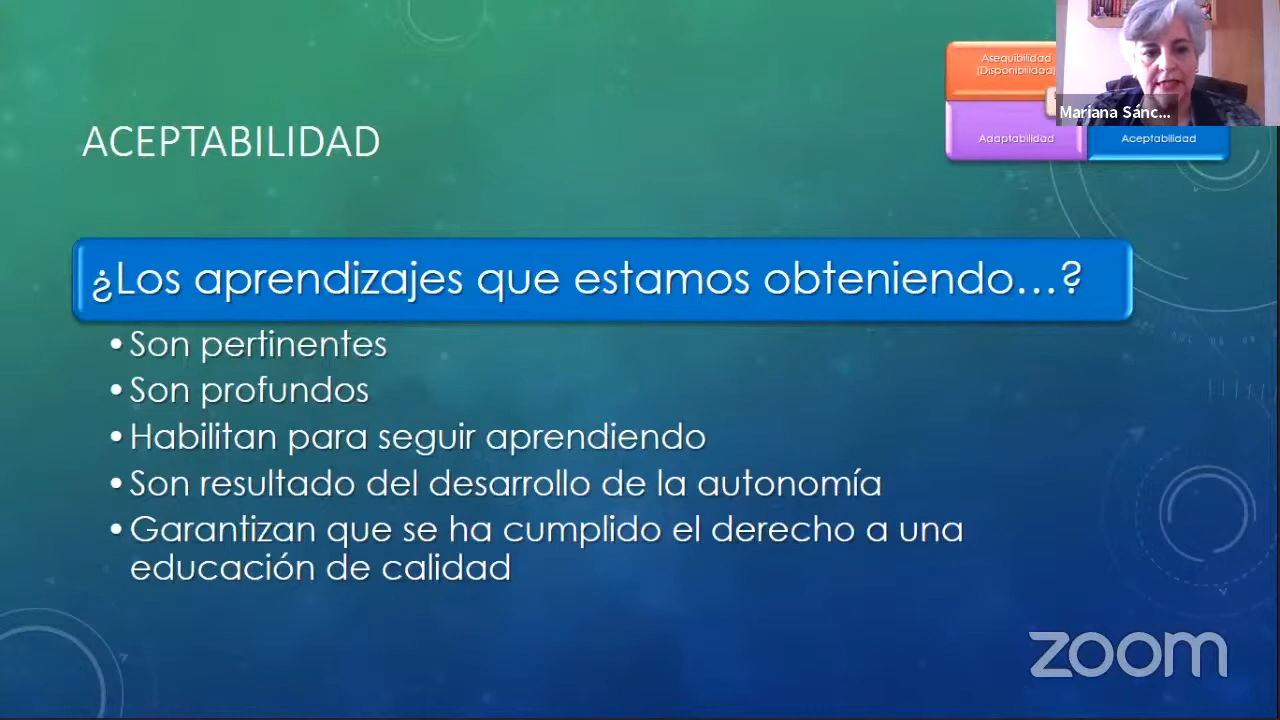 Asequibilidad
(Disponibilidad)
Mariana Sánc...
Adaptabilidad
Aceptabilidad
ACEPTABILIDAD
¿Los aprendizajes que estamos obteniendo...?
• Son pertinentes
• Son profundos
• Habilitan para seguir aprendiendo
• Son resultado del desarrollo de la autonomía
• Garantizan que se ha cumplido el derecho a una
educación de calidad
zoom